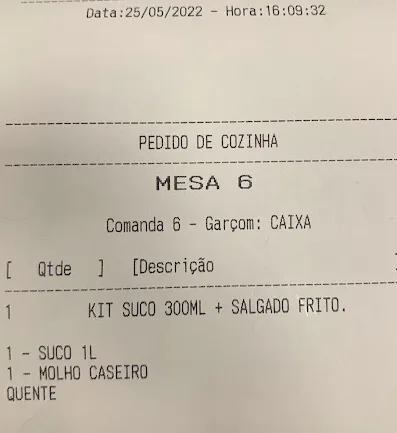 Data:25/05/2022 - Hora:16:09:32
PEDIDO DE COZINHA
MESA 6
Comanda 6 - Garçom: CAIXA
[ Qtde ] [Descrição ]
1 KIT SUCO 300ML + SALGADO FRITO.
1 - SUCO 1L
1 - MOLHO CASEIRO
QUENTE